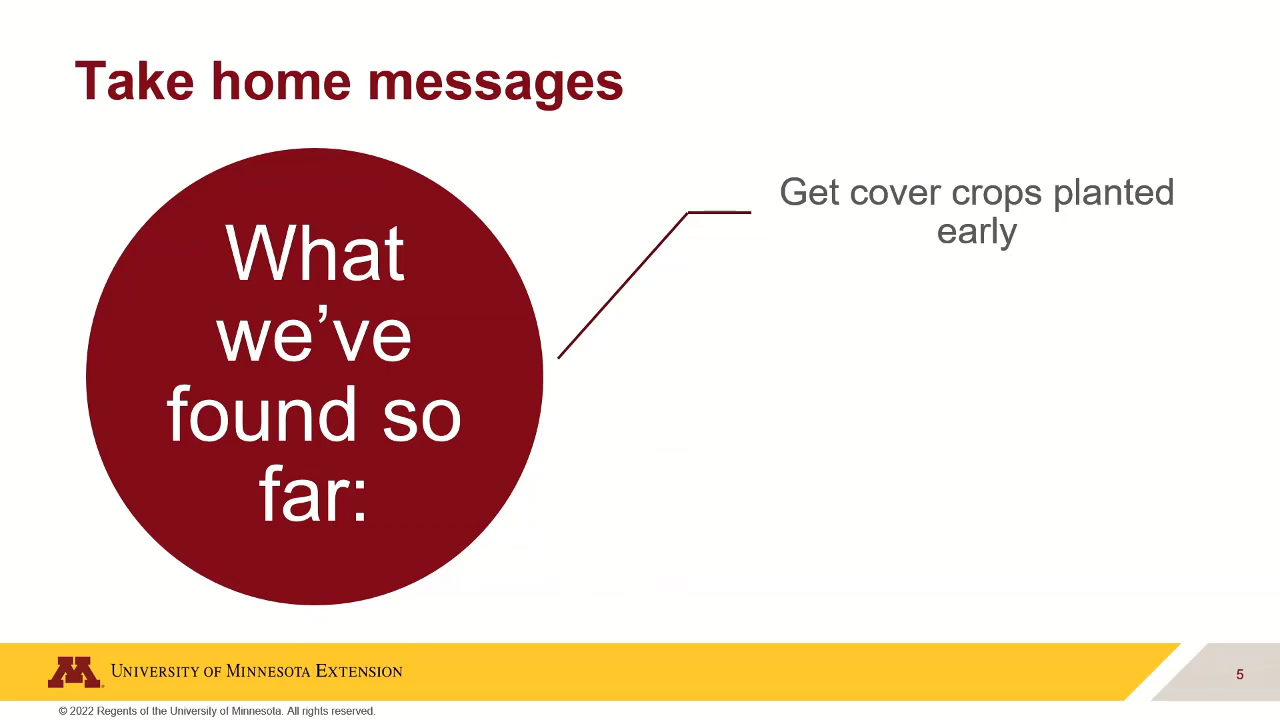 Take home messages
What
we’ve
found so
far:
Get cover crops planted
early
University of Minnesota Extension
5
© 2022 Regents of the University of Minnesota. All rights reserved.